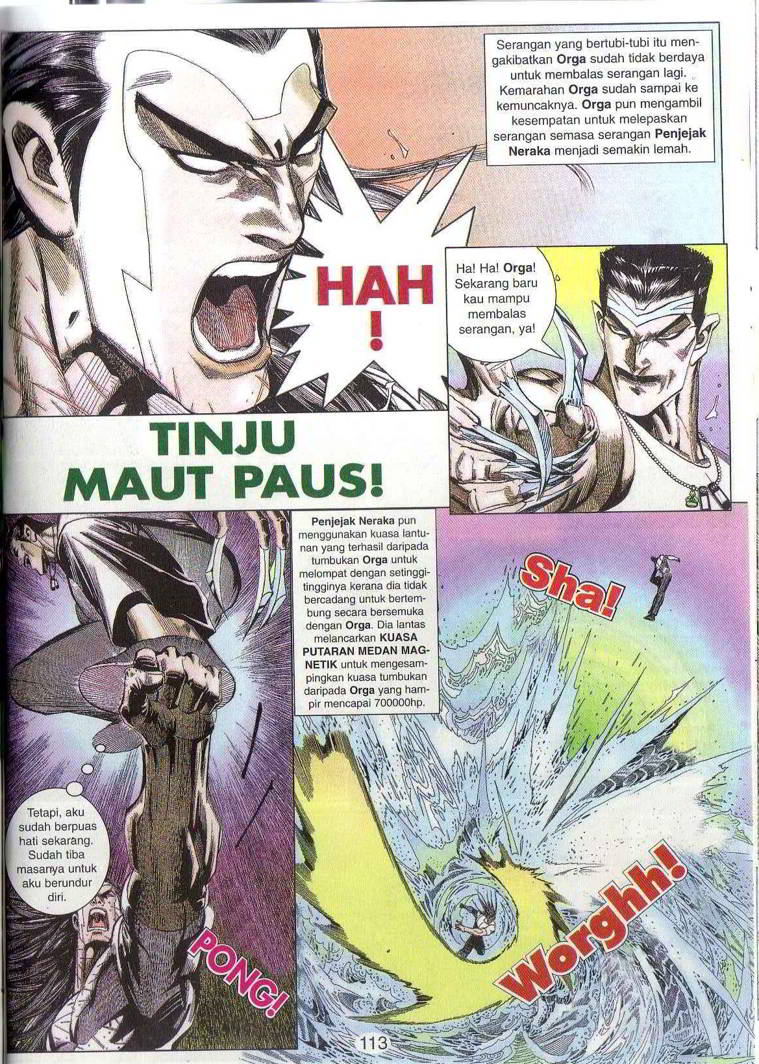 Serangan yang bertubi-tubi itu men-
gakibatkan Orga sudah tidak berdaya
untuk membalas serangan lagi.
Kemarahan Orga sudah sampai ke
kemuncaknya. Orga pun mengambil
kesempatan untuk melepaskan
serangan semasa serangan Penjejak
Neraka menjadi semakin lemah.
HAH
!
Ha! Ha! Orga!
Sekarang baru
kau mampu
membalas
serangan, ya!
TINJU
MAUT PAUS!
Penjejak Neraka pun
menggunakan kuasa lantu-
nan yang terhasil daripada
tumbukan Orga untuk
melompat dengan setinggi-
tingginya kerana dia tidak
bercadang untuk bertem-
bung secara bersemuka
dengan Orga. Dia lantas
melancarkan KUASA
PUTARAN MEDAN MAG-
NETIK untuk mengesam-
pingkan kuasa tumbukan
daripada Orga yang ham-
pir mencapai 700000hp.
Sha!
Tetapi, aku
sudah berpuas
hati sekarang.
Sudah tiba
masanya untuk
aku berundur
diri.
PONG!
Worghh!
113